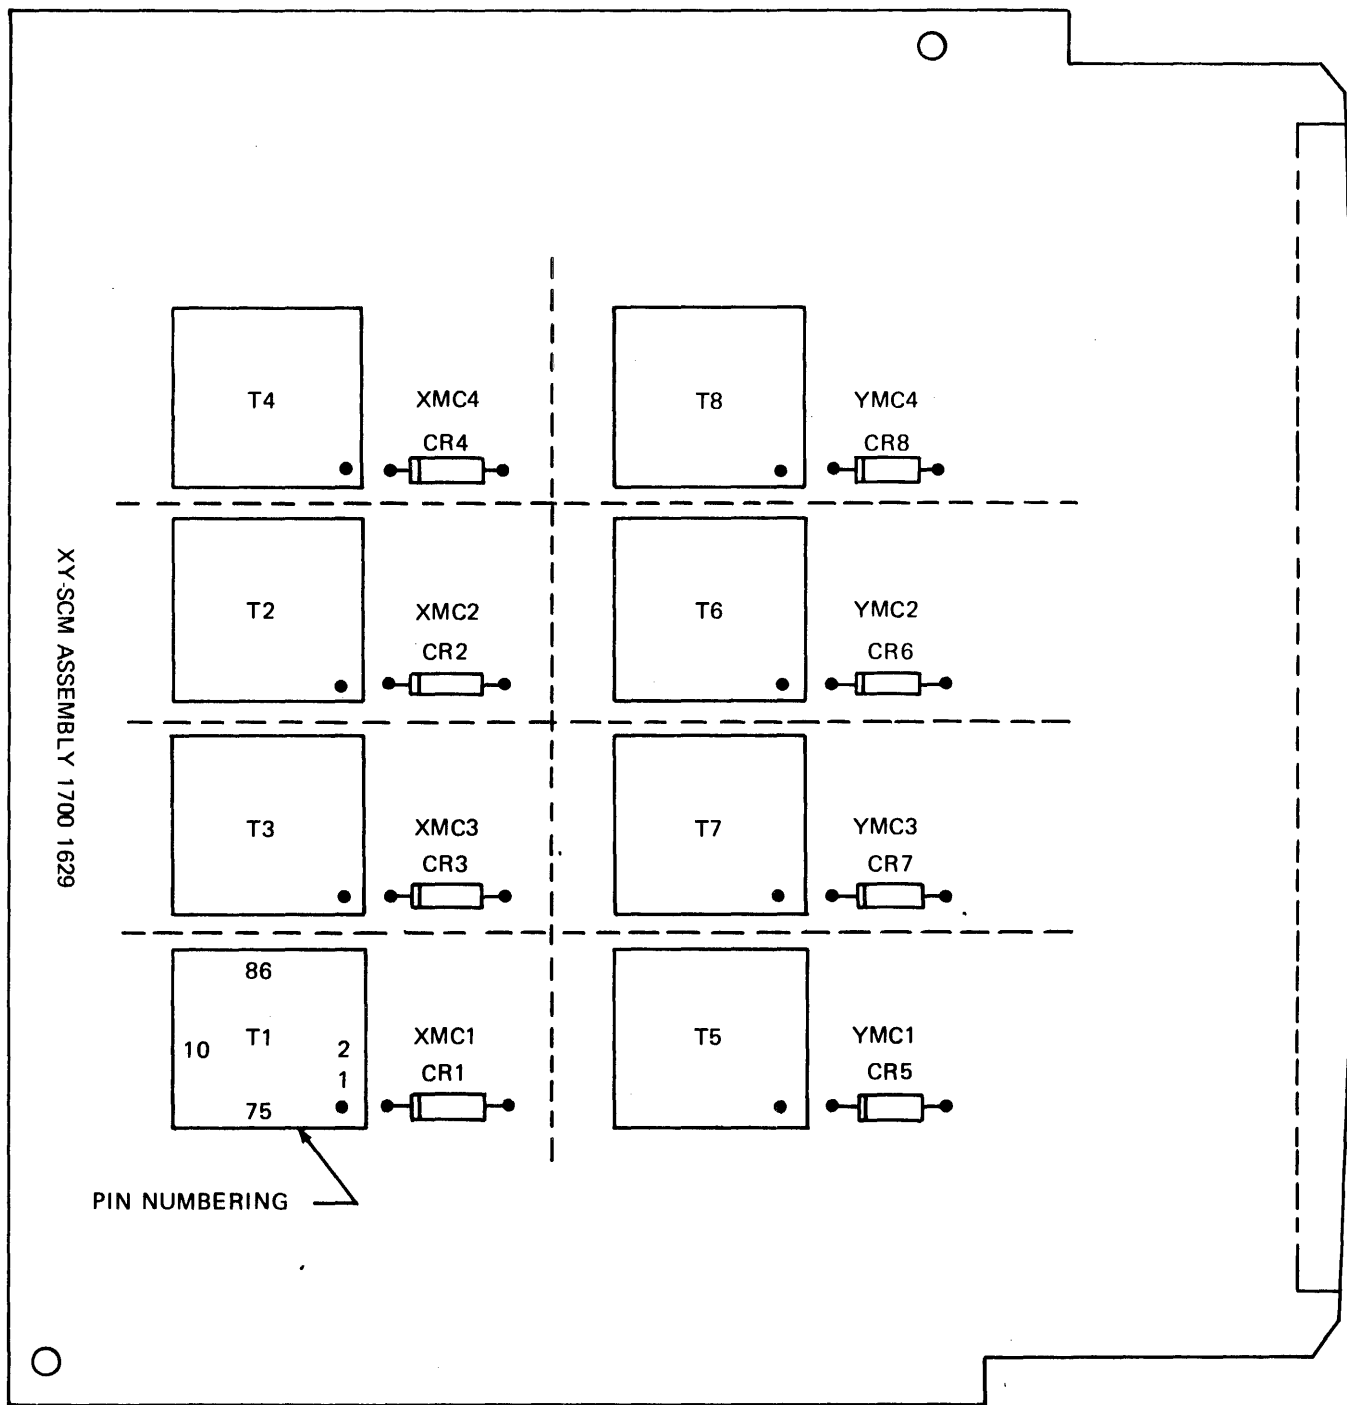 T4
XMC4
CR4
T8
YMC4
CR8
T2
XMC2
CR2
T6
YMC2
CR6
T3
XMC3
CR3
T7
YMC3
CR7
86
10
T1
2
1
75
XMC1
CR1
T5
YMC1
CR5
PIN NUMBERING
XY-SCM ASSEMBLY 1700 1629